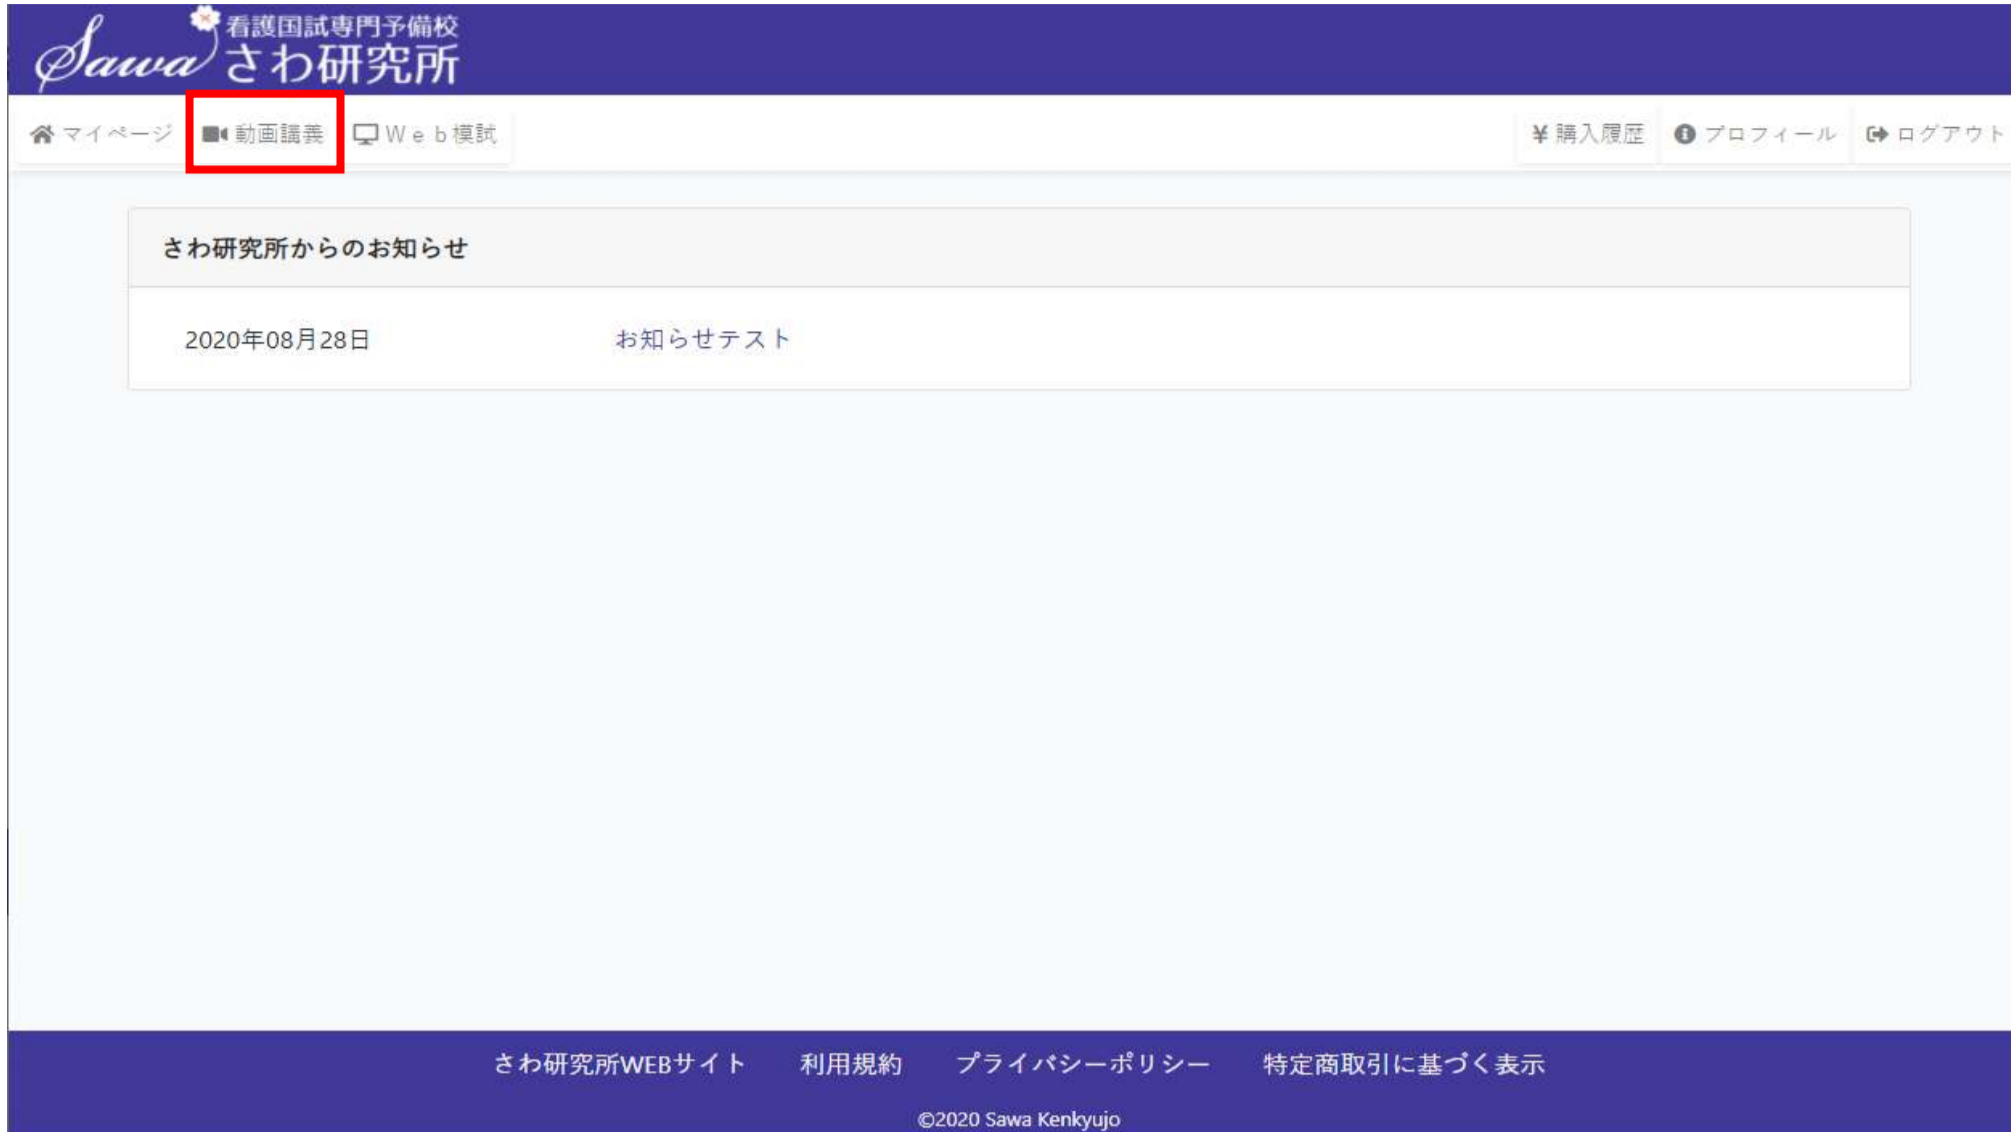 Sawa
看護国試専門予備校
さわ研究所
マイページ 動画講義 Ｗｅｂ模試 ¥購入履歴 プロフィール ログアウト
さわ研究所からのお知らせ
2020年08月28日 お知らせテスト
さわ研究所WEBサイト 利用規約 プライバシーポリシー 特定商取引に基づく表示
©2020 Sawa Kenkyujo